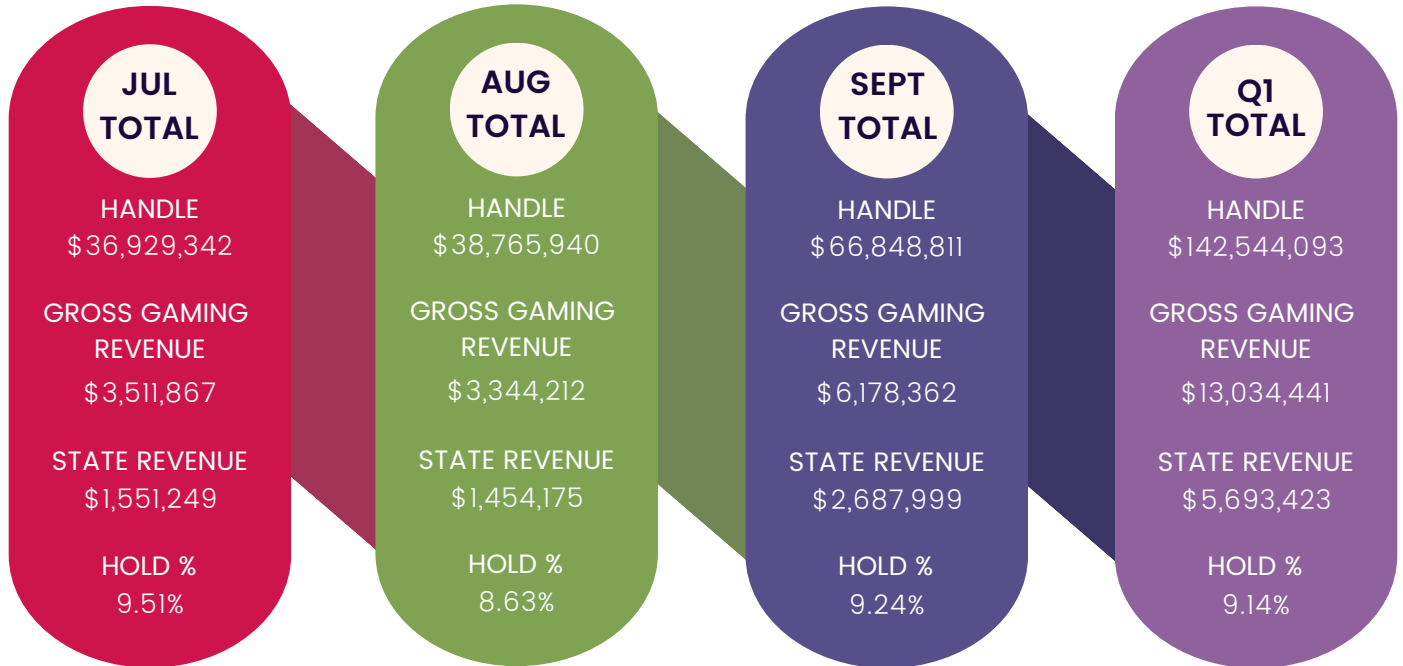 JUL
TOTAL
HANDLE
$36,929,342
GROSS GAMING
REVENUE
$3,511,867
STATE REVENUE
$1,551,249
HOLD %
9.51%
AUG
TOTAL
HANDLE
$38,765,940
GROSS GAMING
REVENUE
$3,344,212
STATE REVENUE
$1,454,175
HOLD %
8.63%
SEPT
TOTAL
HANDLE
$66,848,811
GROSS GAMING
REVENUE
$6,178,362
STATE REVENUE
$2,687,999
HOLD %
9.24%
Q1
TOTAL
HANDLE
$142,544,093
GROSS GAMING
REVENUE
$13,034,441
STATE REVENUE
$5,693,423
HOLD %
9.14%